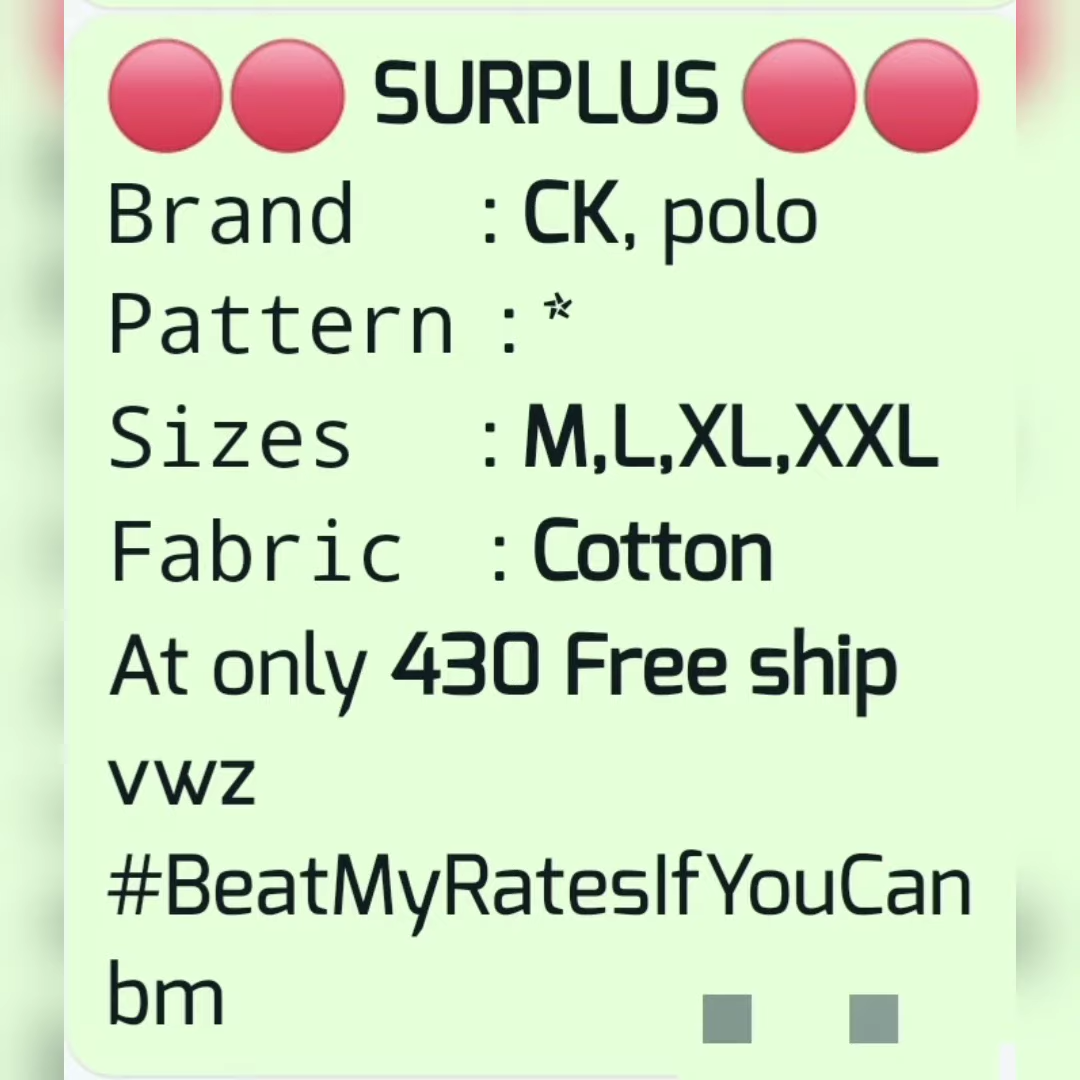 🔴🔴 SURPLUS 🔴🔴
Brand : CK, polo
Pattern : *
Sizes : M,L,XL,XXL
Fabric : Cotton
At only 430 Free ship
vwz
#BeatMyRatesIfYouCan
bm